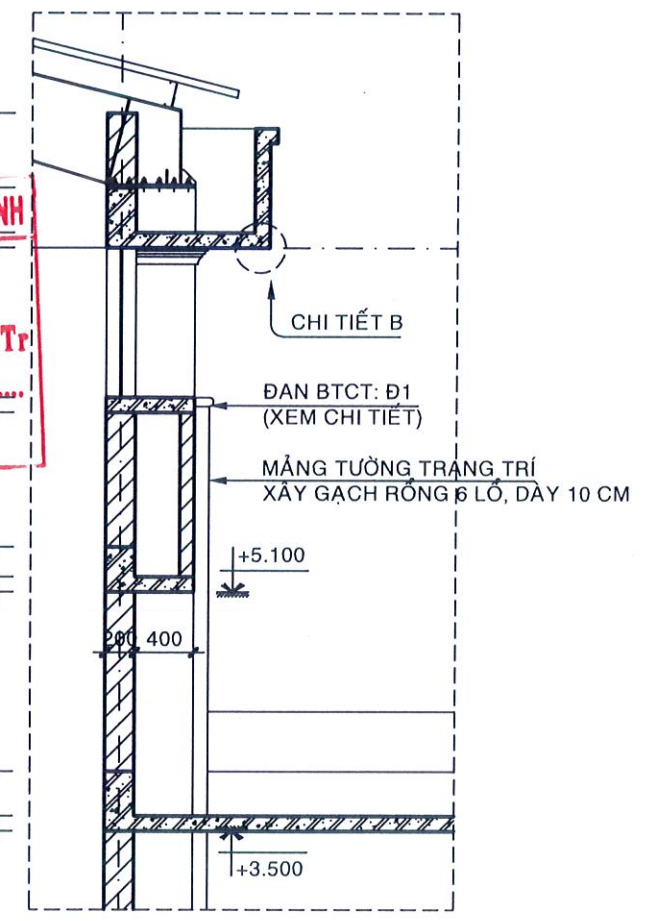 NH
Tr
CHI TIẾT B
ĐAN BTCT: Đ1
(XEM CHI TIẾT)
MẢNG TƯỜNG TRANG TRÍ
XÂY GẠCH RỖNG 6 LỖ, DÀY 10 CM
+5.100
200 400
+3.500